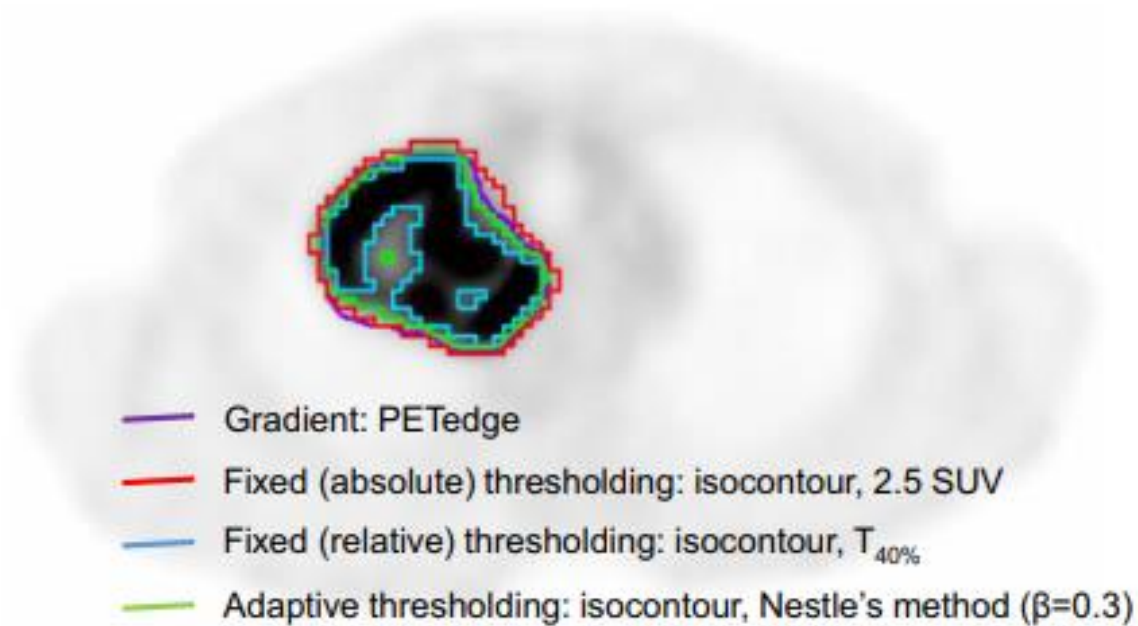 Gradient: PETedge
Fixed (absolute) thresholding: isocontour, 2.5 SUV
Fixed (relative) thresholding: isocontour, T40%
Adaptive thresholding: isocontour, Nestle's method (β=0.3)